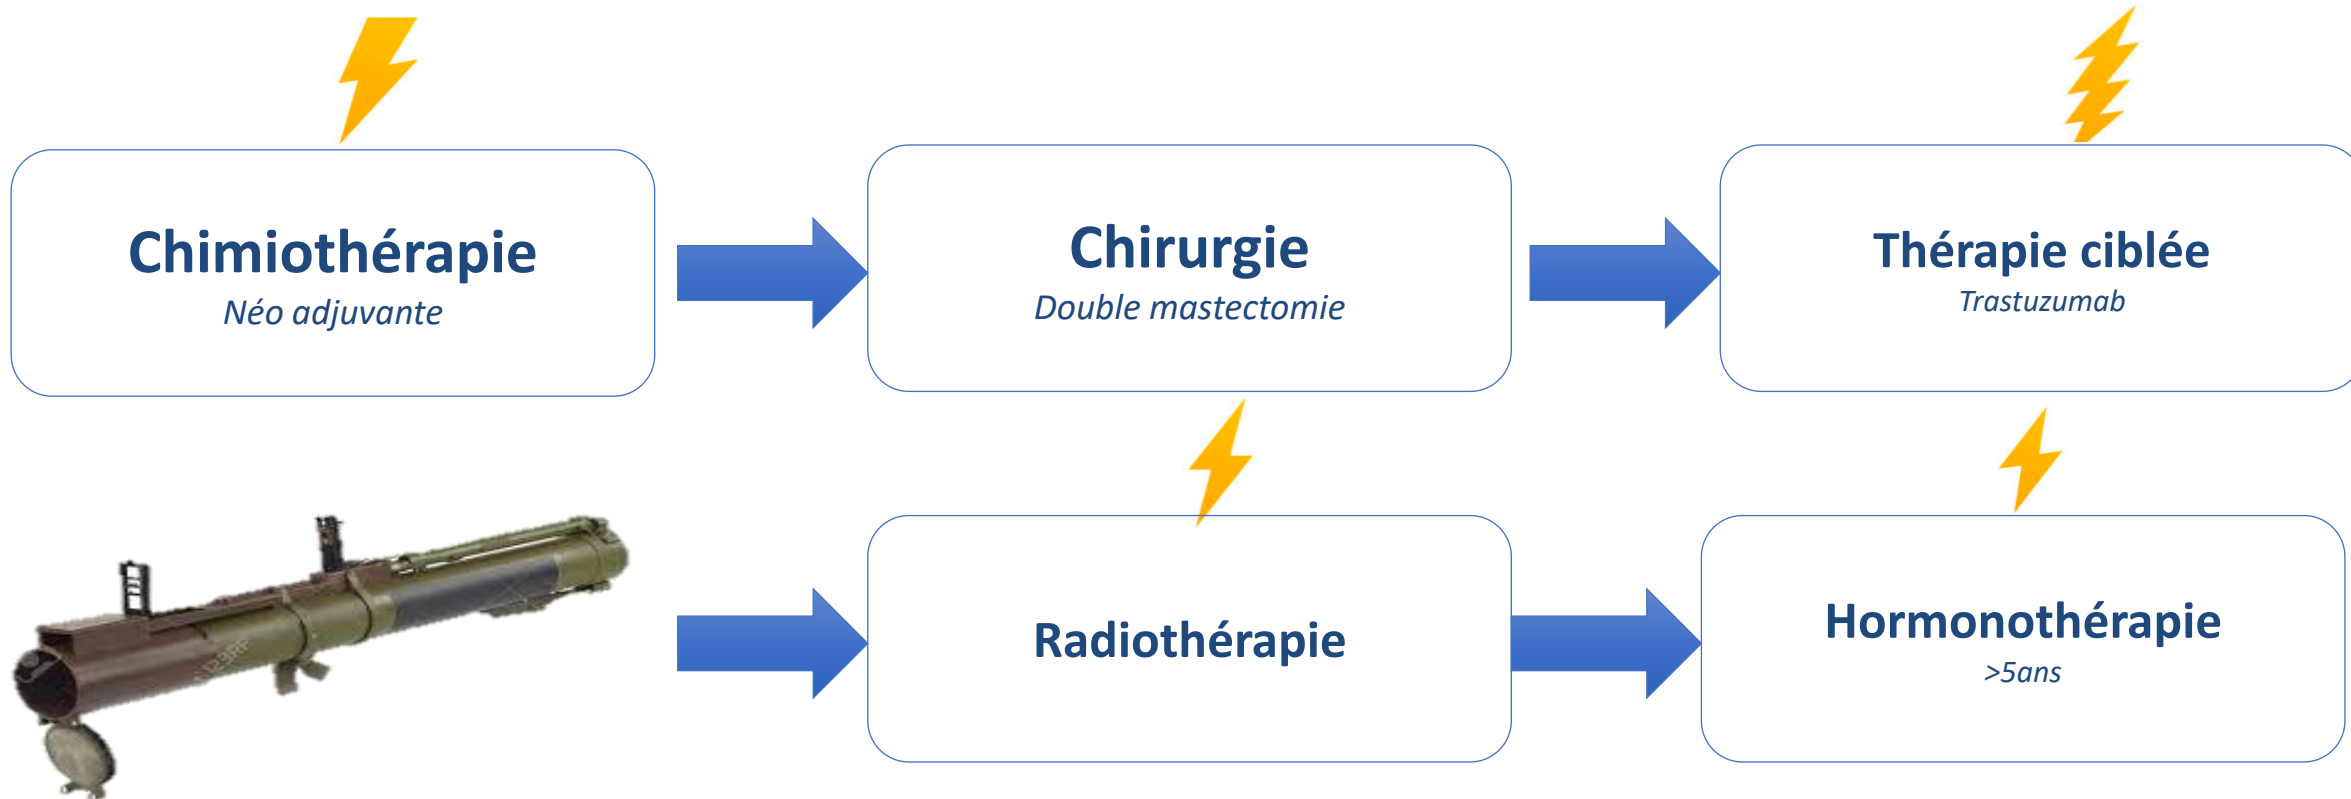 Chimiothérapie
Néo adjuvante
Chirurgie
Double mastectomie
Thérapie ciblée
Trastuzumab
Radiothérapie
Hormonothérapie
>5ans